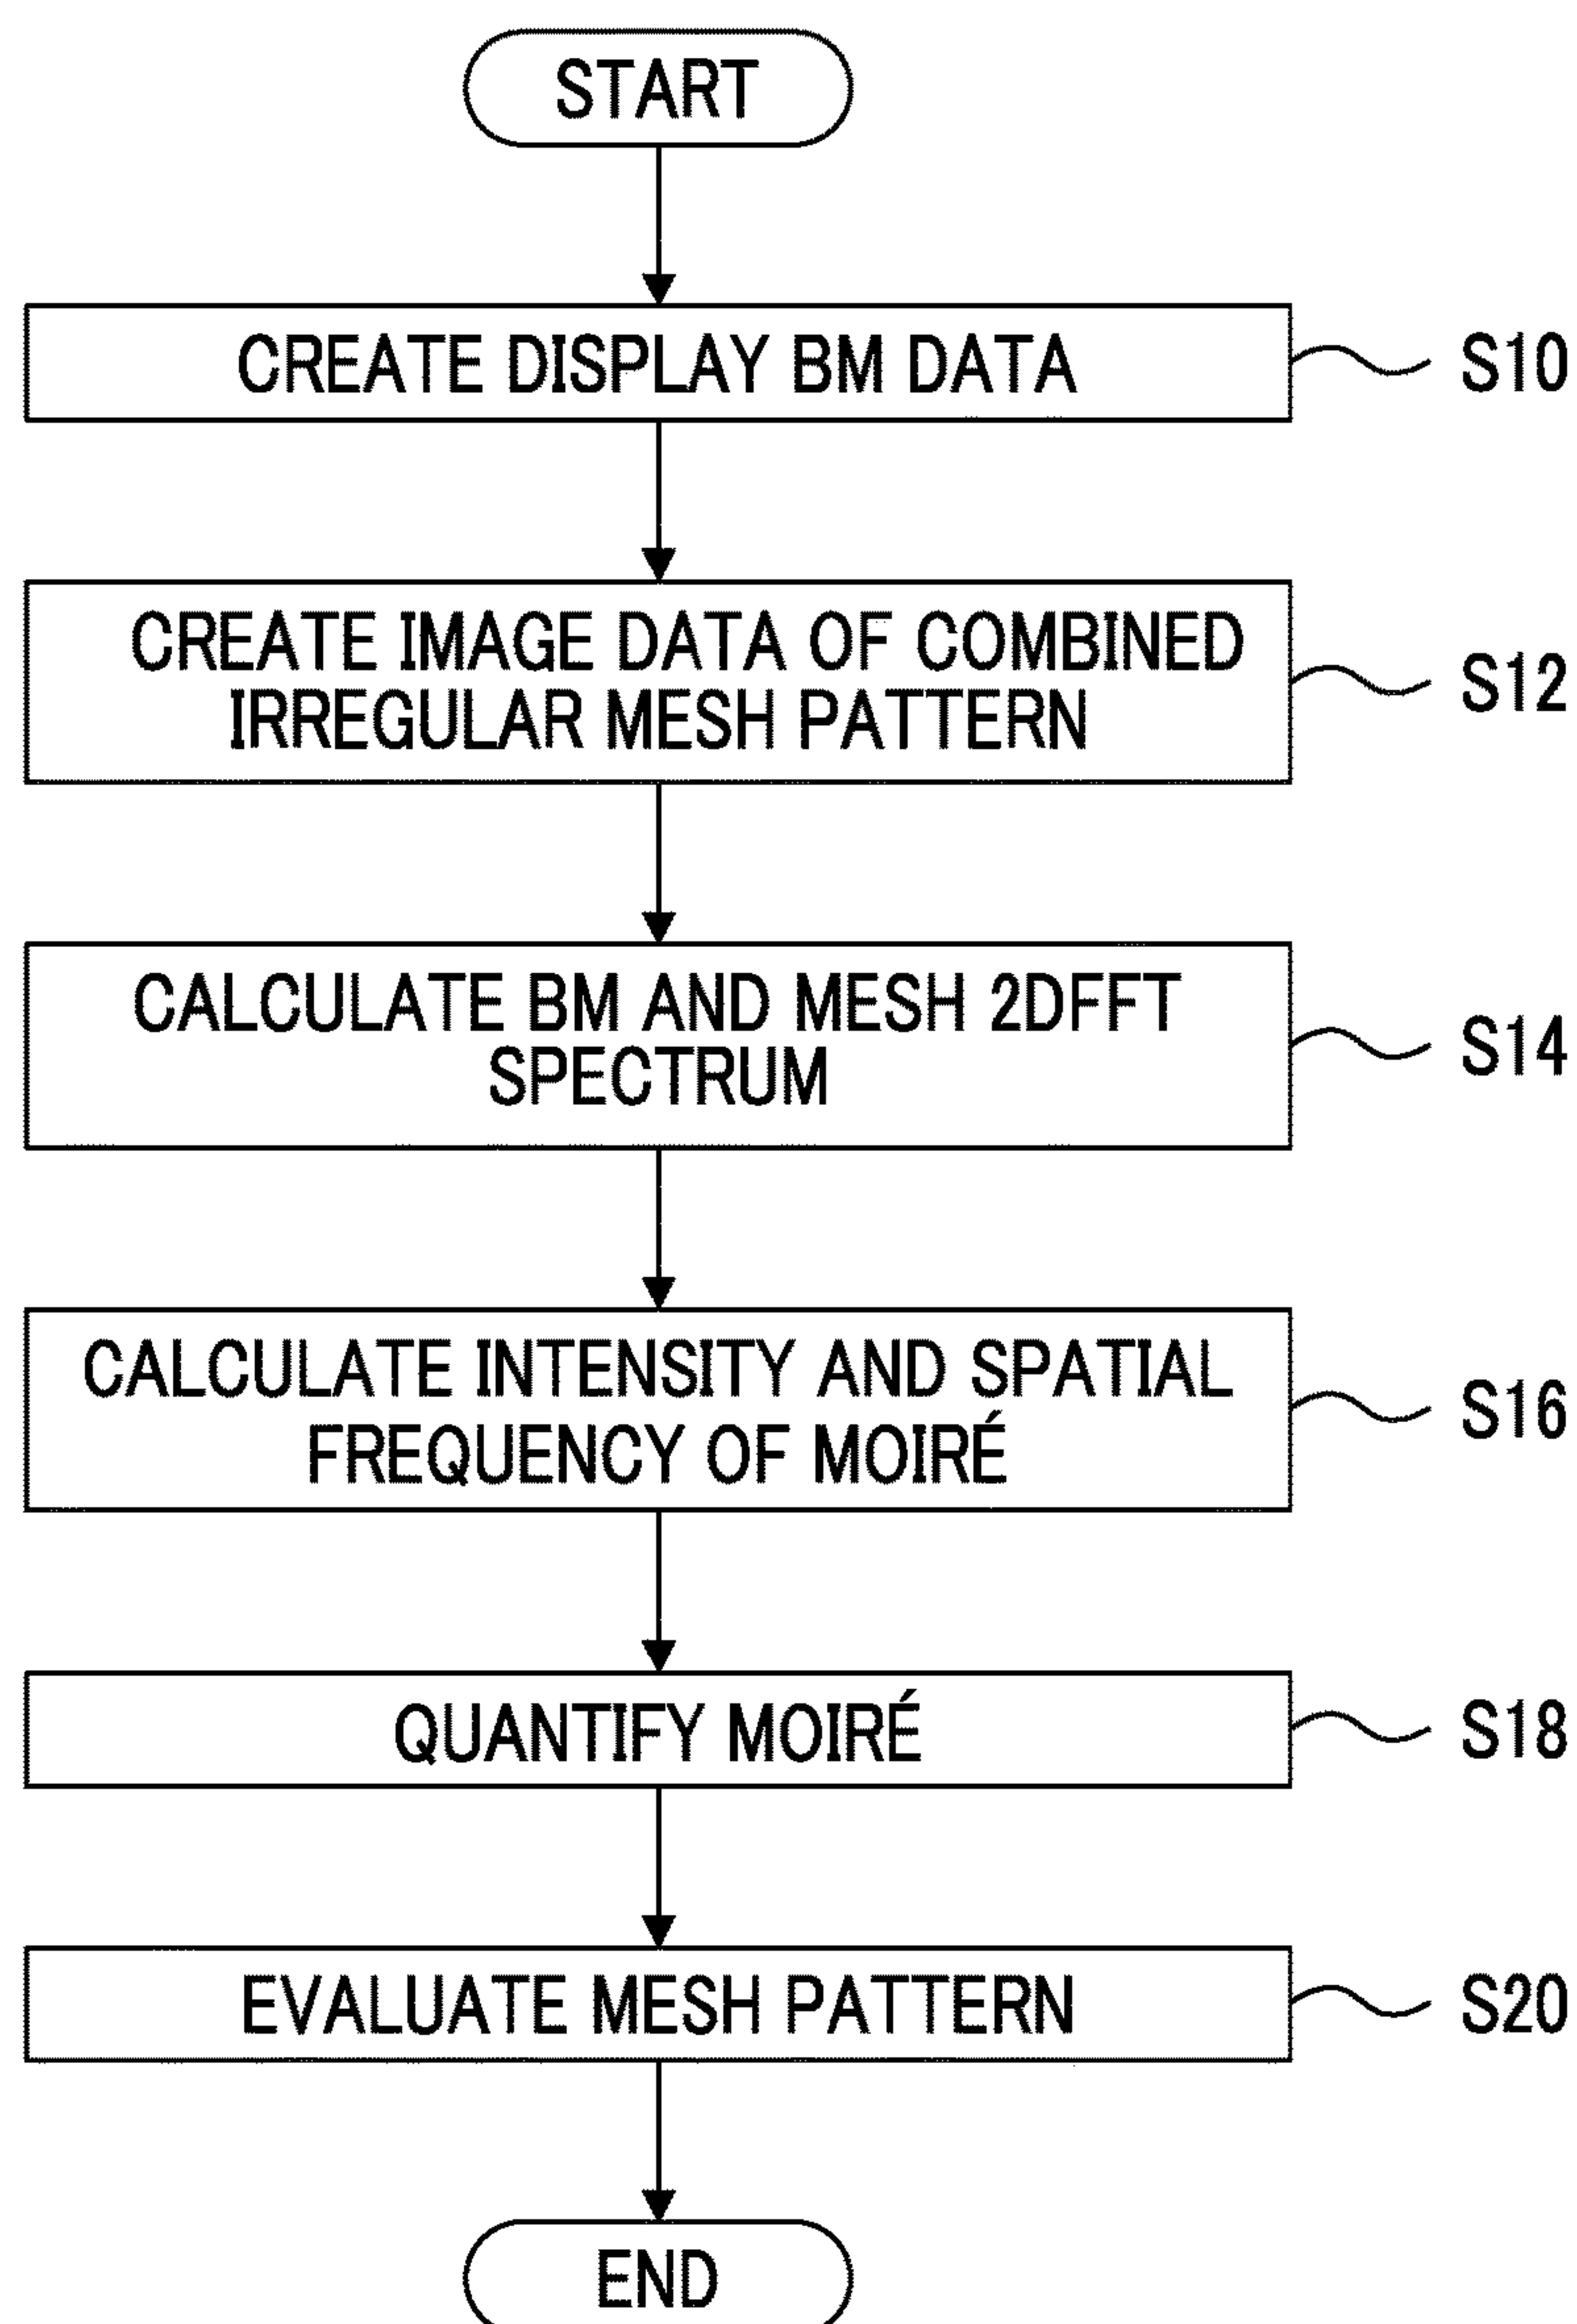 START
CREATE DISPLAY BM DATA
S10
CREATE IMAGE DATA OF COMBINED
IRREGULAR MESH PATTERN
S12
CALCULATE BM AND MESH 2DFFT
SPECTRUM
S14
CALCULATE INTENSITY AND SPATIAL
FREQUENCY OF MOIRÉ
S16
QUANTIFY MOIRÉ
S18
EVALUATE MESH PATTERN
S20
END